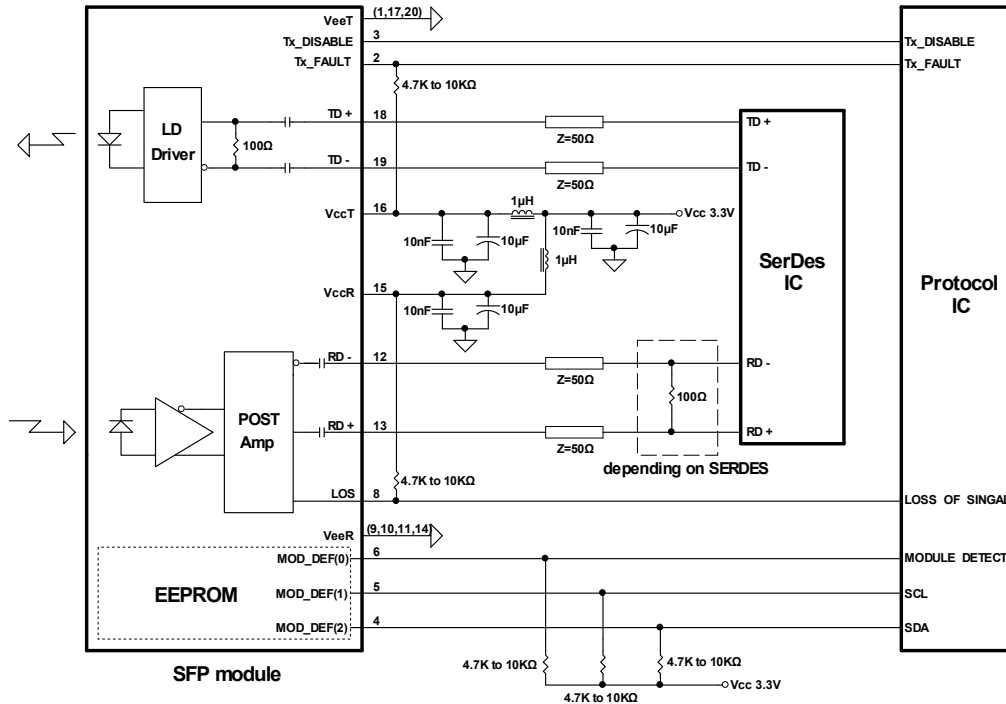 VeeT (1,17,20)
Tx_DISABLE 3 Tx_DISABLE
Tx_FAULT 2 Tx_FAULT
4.7K to 10KΩ
LD
Driver
100Ω
TD + 18 TD +
Z=50Ω
TD - 19 TD -
Z=50Ω
1µH
VccT 16 Vcc 3.3V
10nF 10µF 10nF 10µF
1µH
VccR 15
10nF 10µF
SerDes
IC
Protocol
IC
RD - 12 RD -
Z=50Ω
100Ω
POST
Amp
RD + 13 RD +
Z=50Ω
depending on SERDES
4.7K to 10KΩ
LOS 8 LOSS OF SINGAL
VeeR (9,10,11,14)
MOD_DEF(0) 6 MODULE DETECT
EEPROM
MOD_DEF(1) 5 SCL
MOD_DEF(2) 4 SDA
SFP module
4.7K to 10KΩ 4.7K to 10KΩ
4.7K to 10KΩ
Vcc 3.3V